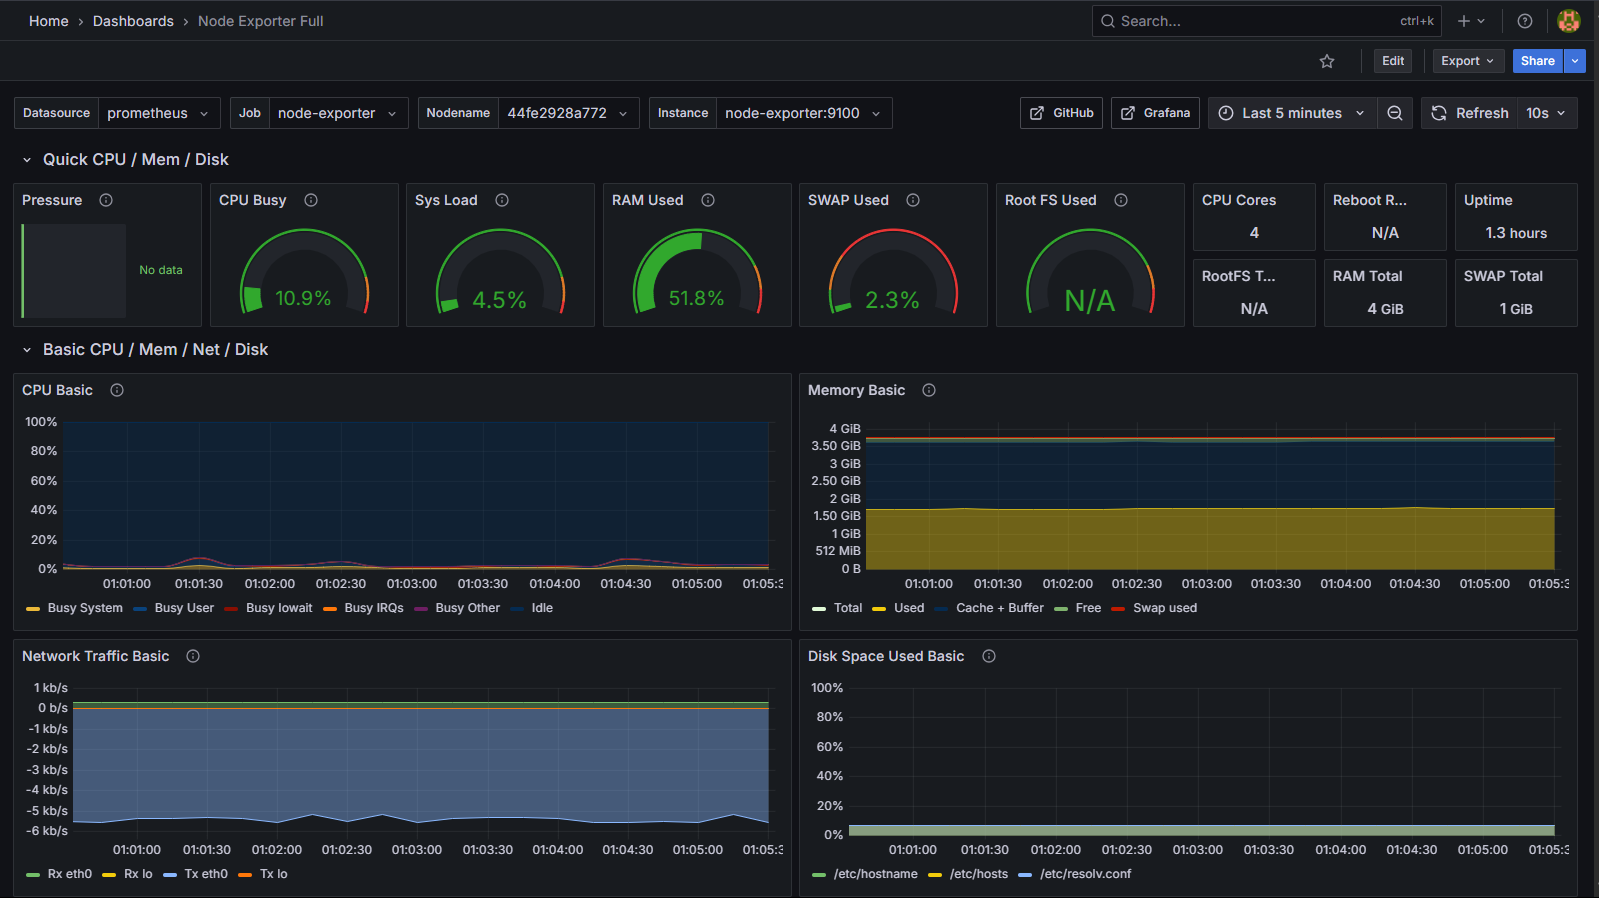 Home › Dashboards › Node Exporter Full
Search... ctrl+k
Edit Export Share
Datasource prometheus Job node-exporter Nodename 44fe2928a772 Instance node-exporter:9100 GitHub Grafana Last 5 minutes Refresh 10s
Quick CPU / Mem / Disk
Pressure
No data
CPU Busy
10.9%
Sys Load
4.5%
RAM Used
51.8%
SWAP Used
2.3%
Root FS Used
N/A
CPU Cores
4
Reboot R...
N/A
Uptime
1.3 hours
RootFS T...
N/A
RAM Total
4 GiB
SWAP Total
1 GiB
Basic CPU / Mem / Net / Disk
CPU Basic
100%
80%
60%
40%
20%
0%
01:01:00 01:01:30 01:02:00 01:02:30 01:03:00 01:03:30 01:04:00 01:04:30 01:05:00 01:05:3
Busy System Busy User Busy Iowait Busy IRQs Busy Other Idle
Memory Basic
4 GiB
3.50 GiB
3 GiB
2.50 GiB
2 GiB
1.50 GiB
1 GiB
512 MiB
0 B
01:01:00 01:01:30 01:02:00 01:02:30 01:03:00 01:03:30 01:04:00 01:04:30 01:05:00 01:05:3
Total Used Cache + Buffer Free Swap used
Network Traffic Basic
1 kb/s
0 b/s
-1 kb/s
-2 kb/s
-3 kb/s
-4 kb/s
-5 kb/s
-6 kb/s
01:01:00 01:01:30 01:02:00 01:02:30 01:03:00 01:03:30 01:04:00 01:04:30 01:05:00 01:05:3
Rx eth0 Rx lo Tx eth0 Tx lo
Disk Space Used Basic
100%
80%
60%
40%
20%
0%
01:01:00 01:01:30 01:02:00 01:02:30 01:03:00 01:03:30 01:04:00 01:04:30 01:05:00 01:05:3
/etc/hostname /etc/hosts /etc/resolv.conf